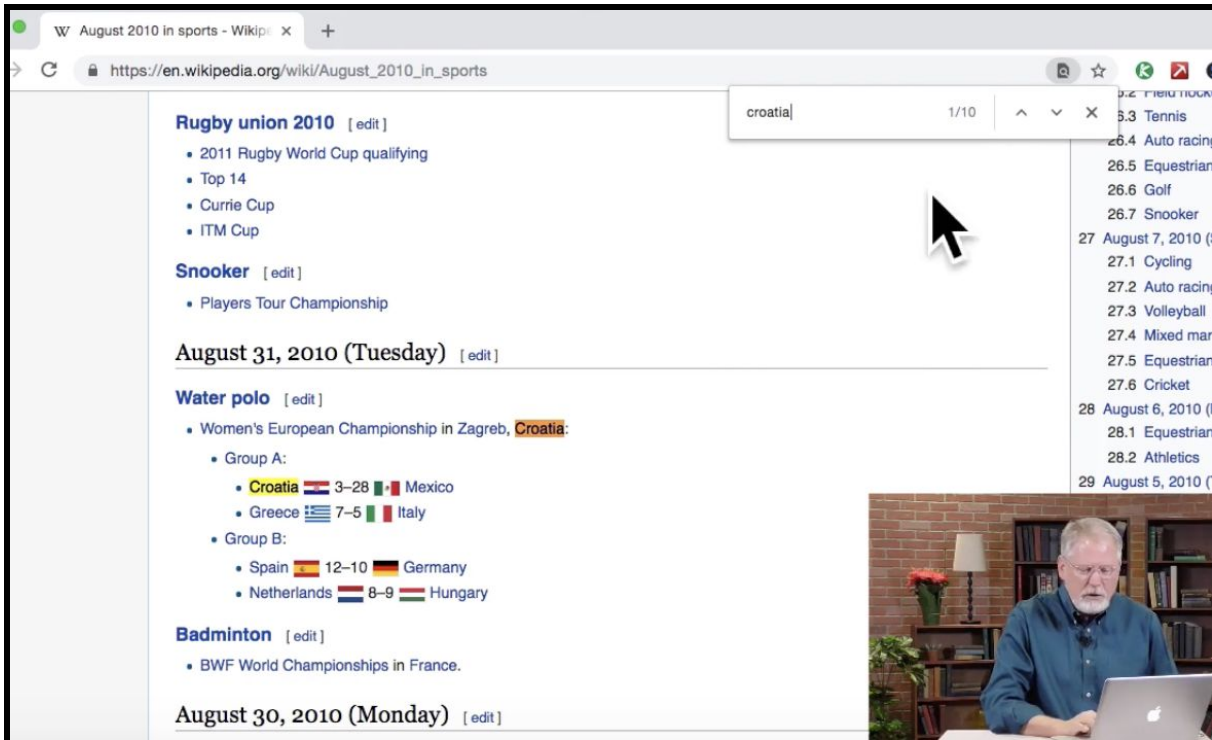 August 2010 in sports - Wikip
https://en.wikipedia.org/wiki/August_2010_in_sports
croatia 1/10
Rugby union 2010 [ edit ]
• 2011 Rugby World Cup qualifying
• Top 14
• Currie Cup
• ITM Cup
Snooker [ edit ]
• Players Tour Championship
August 31, 2010 (Tuesday) [ edit ]
Water polo [ edit ]
• Women's European Championship in Zagreb, Croatia:
• Group A:
• Croatia 3–28 Mexico
• Greece 7–5 Italy
• Group B:
• Spain 12–10 Germany
• Netherlands 8–9 Hungary
Badminton [ edit ]
• BWF World Championships in France.
August 30, 2010 (Monday) [ edit ]
6.3 Tennis
26.4 Auto racing
26.5 Equestrian
26.6 Golf
26.7 Snooker
27 August 7, 2010 (S
27.1 Cycling
27.2 Auto racing
27.3 Volleyball
27.4 Mixed mar
27.5 Equestrian
27.6 Cricket
28 August 6, 2010 (
28.1 Equestrian
28.2 Athletics
29 August 5, 2010 (T